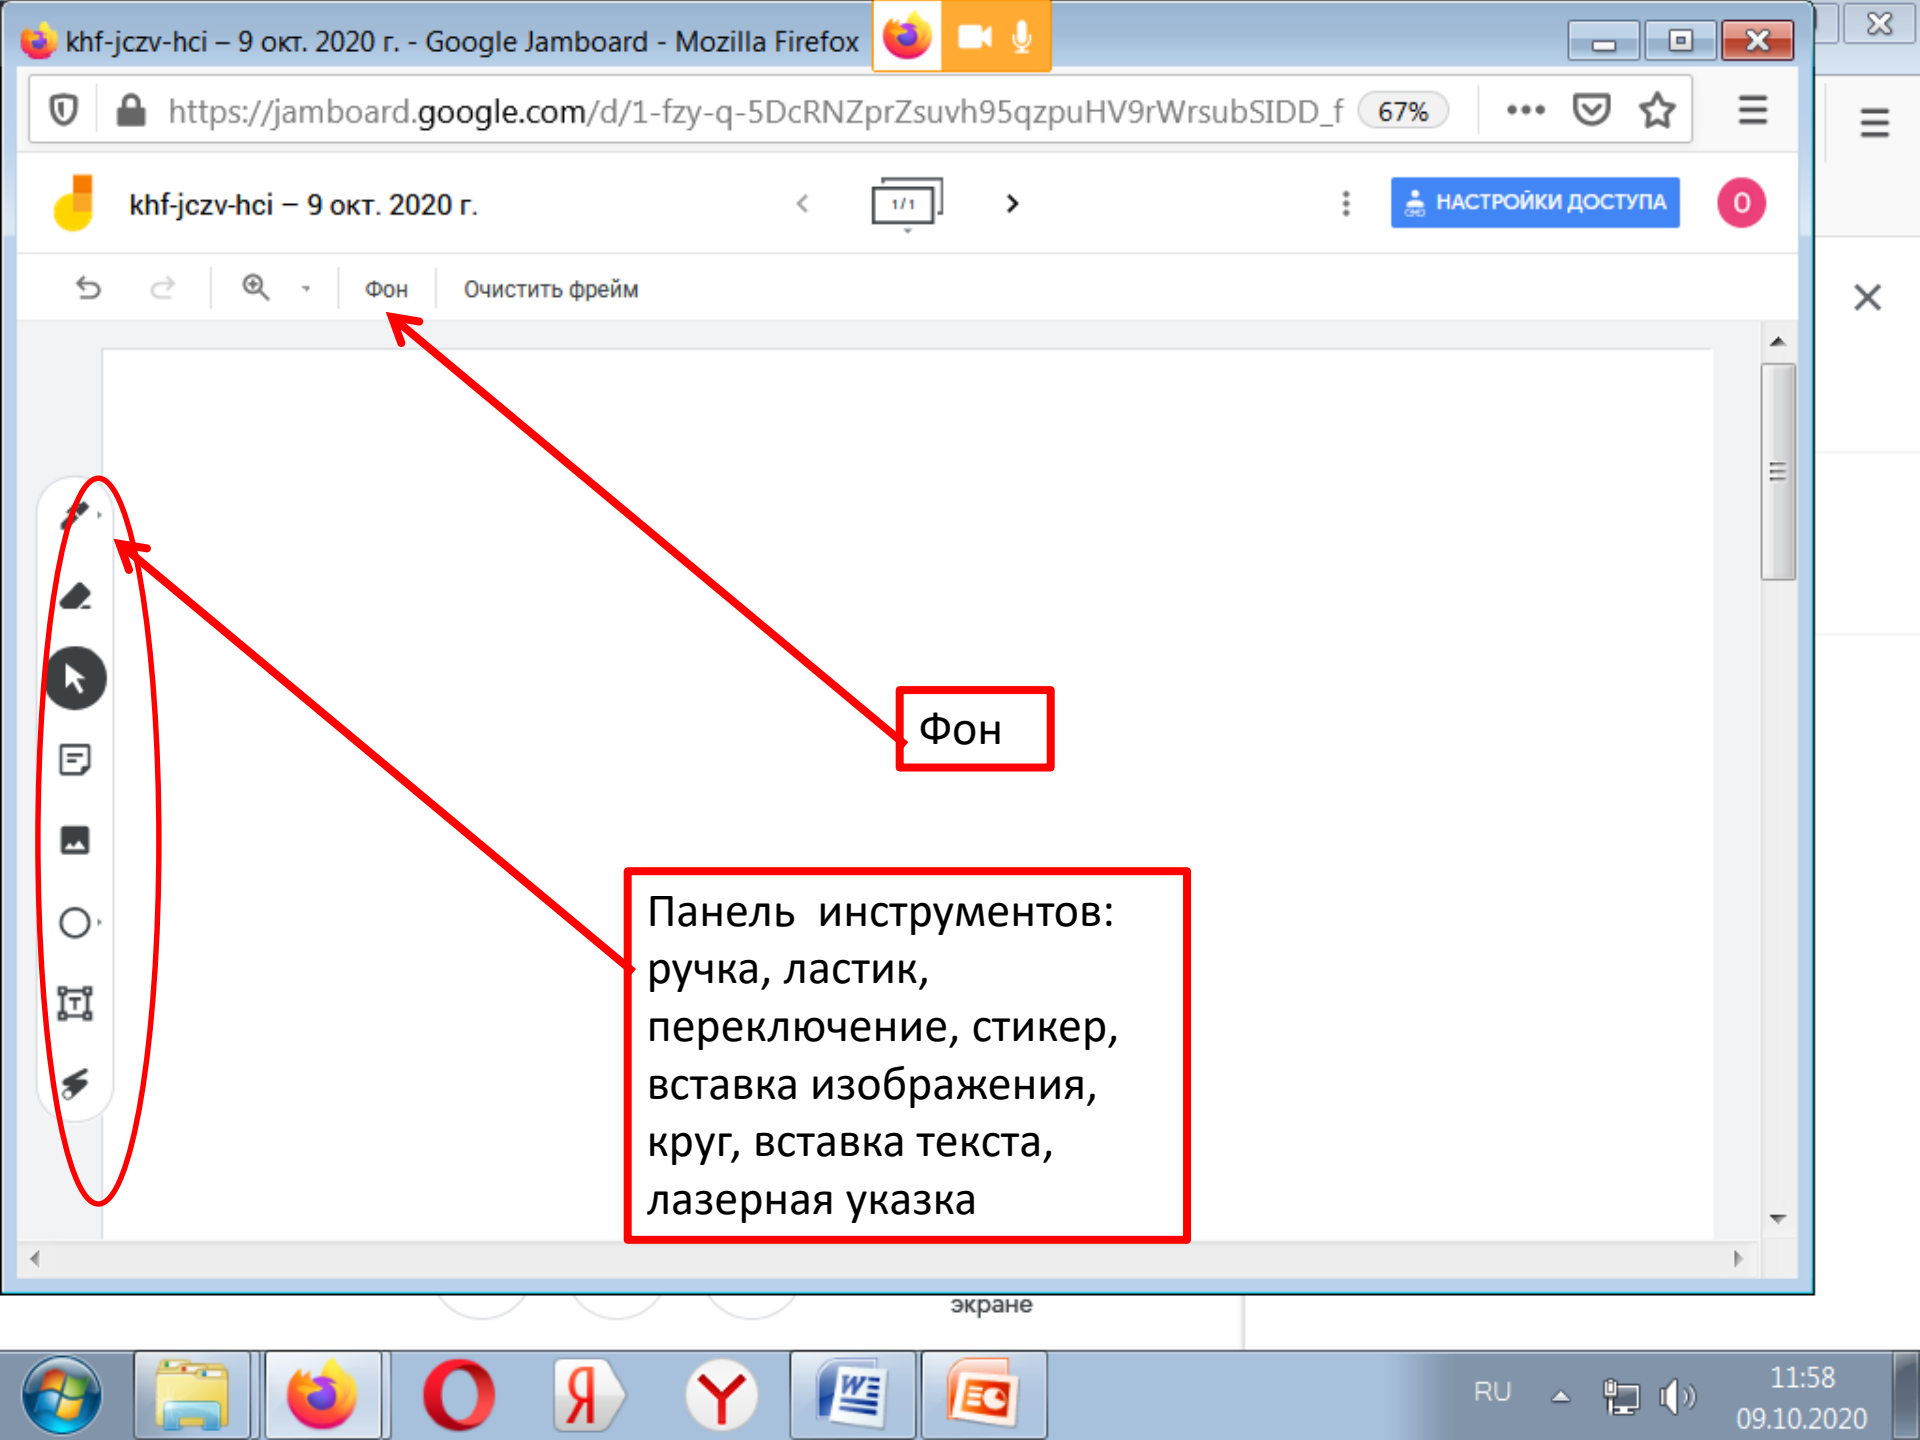 khf-jczv-hci – 9 окт. 2020 г. - Google Jamboard - Mozilla Firefox
https://jamboard.google.com/d/1-fzy-q-5DcRNZprZsuvh95qzpuHV9rWrsubSIDD_f 67%
khf-jczv-hci – 9 окт. 2020 г.
1/1
НАСТРОЙКИ ДОСТУПА
О
Фон
Очистить фрейм
Фон
Панель инструментов:
ручка, ластик,
переключение, стикер,
вставка изображения,
круг, вставка текста,
лазерная указка
экране
RU
11:58
09.10.2020